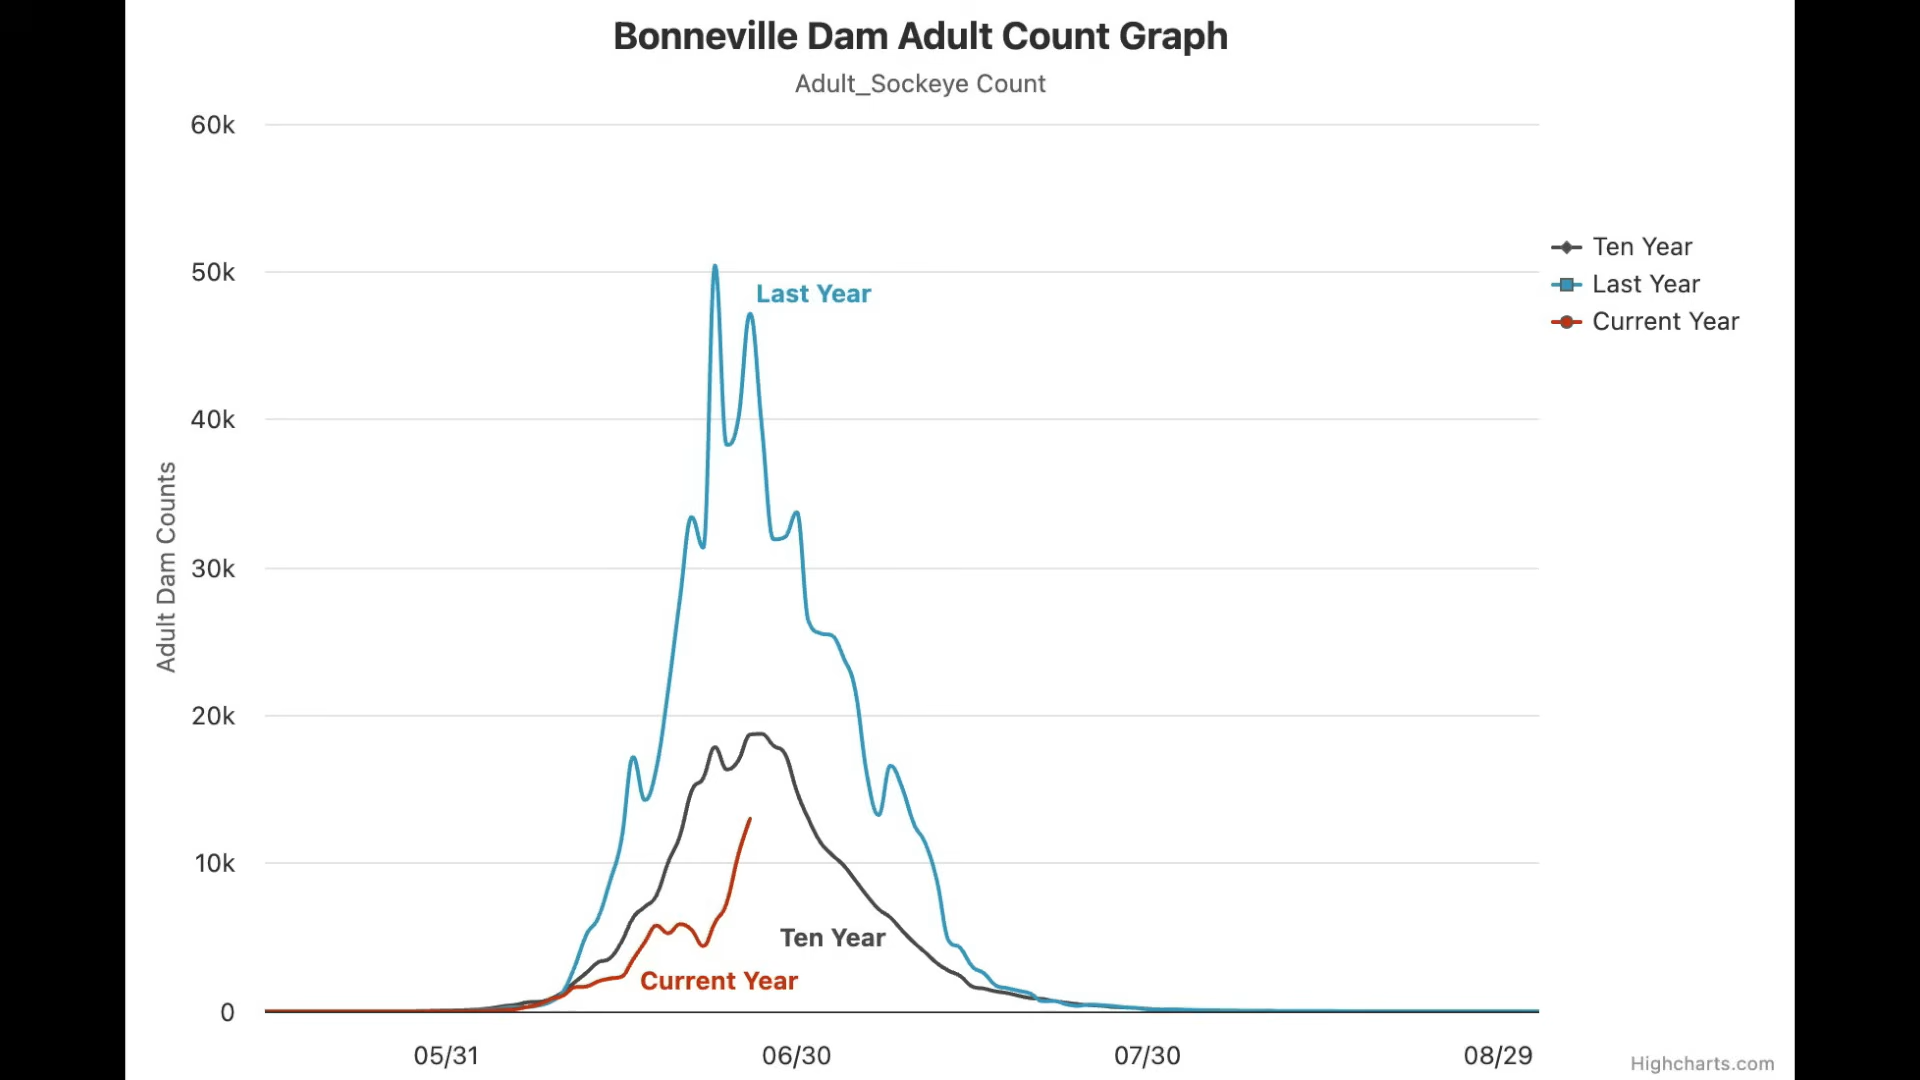 Bonneville Dam Adult Count Graph
Adult_Sockeye Count
60k
50k
40k
30k
20k
10k
0
Adult Dam Counts
Last Year
Ten Year
Current Year
Ten Year
Last Year
Current Year
05/31
06/30
07/30
08/29
Highcharts.com